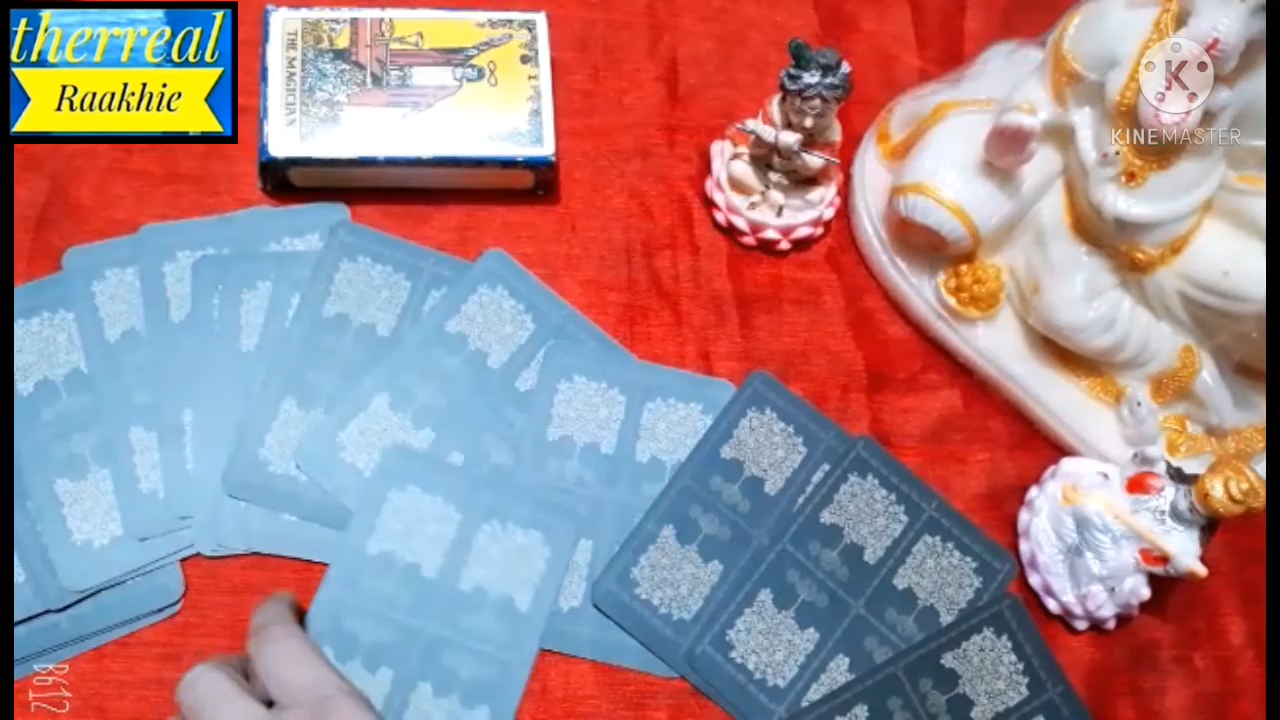 therreal
Raakhie
THE MAGICIAN
I
KINEMASTER
B612